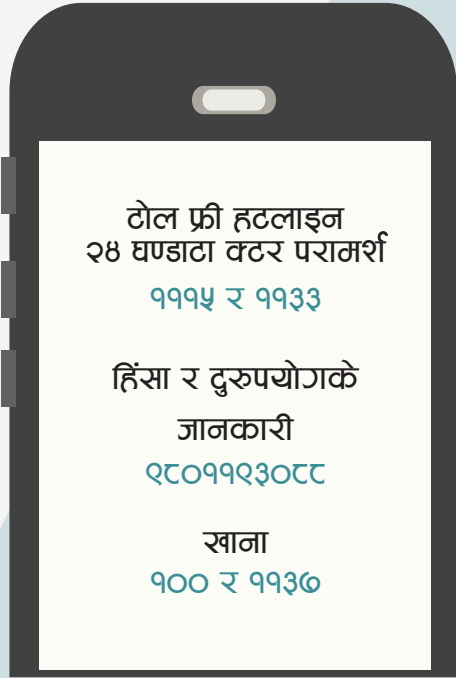 टोल फ्री हटलाइन
२४ घण्डाटा क्टर परामर्श
१११५ र ११३३
हिंसा र दुरुपयोगके
जानकारी
९८०११९३०८८
खाना
१०० र ११३७